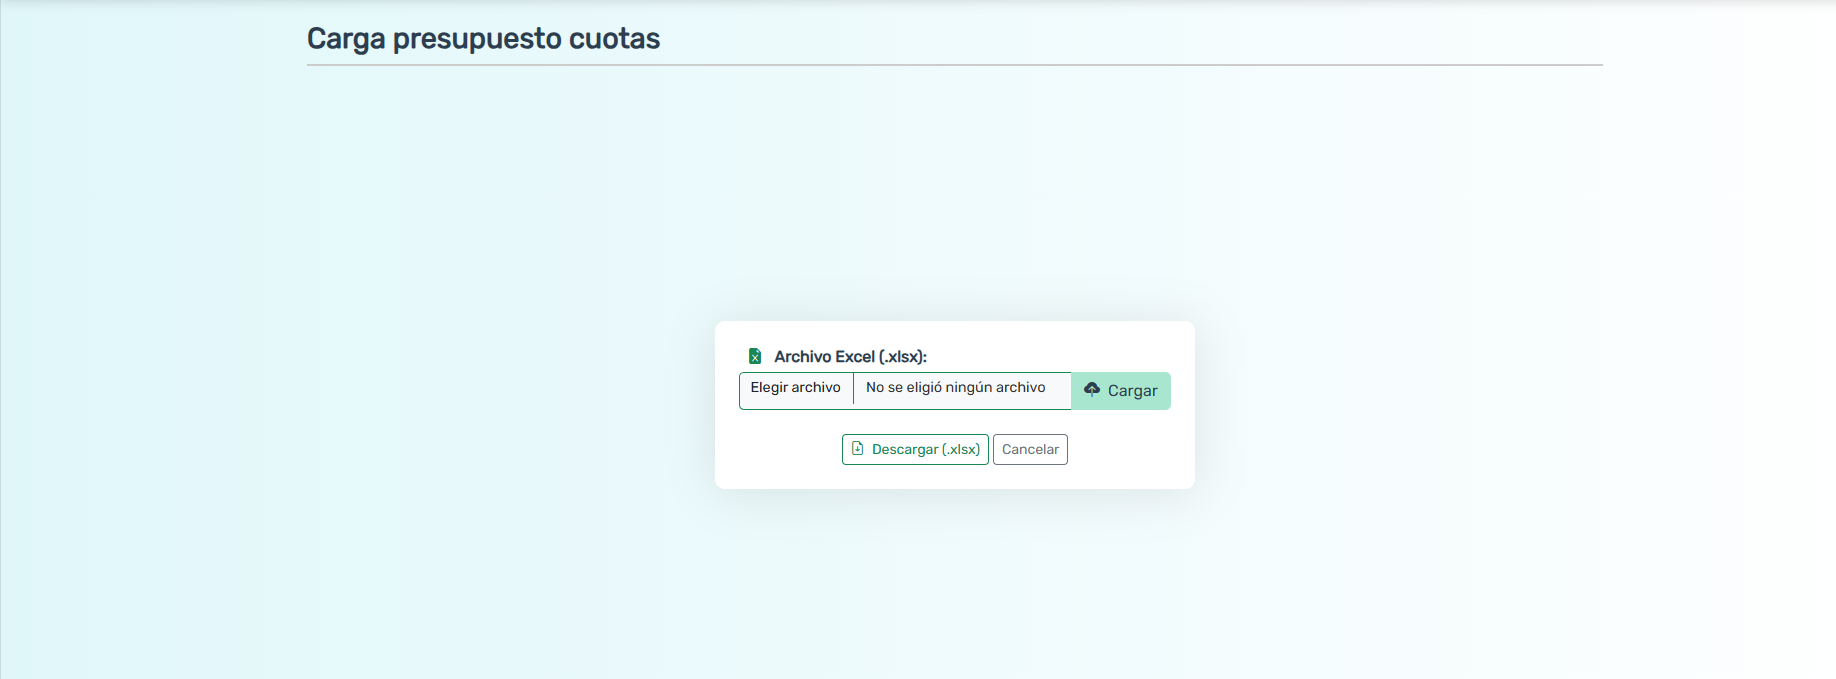 Carga presupuesto cuotas
Archivo Excel (.xlsx):
Elegir archivo No se eligió ningún archivo Cargar
Descargar (.xlsx) Cancelar